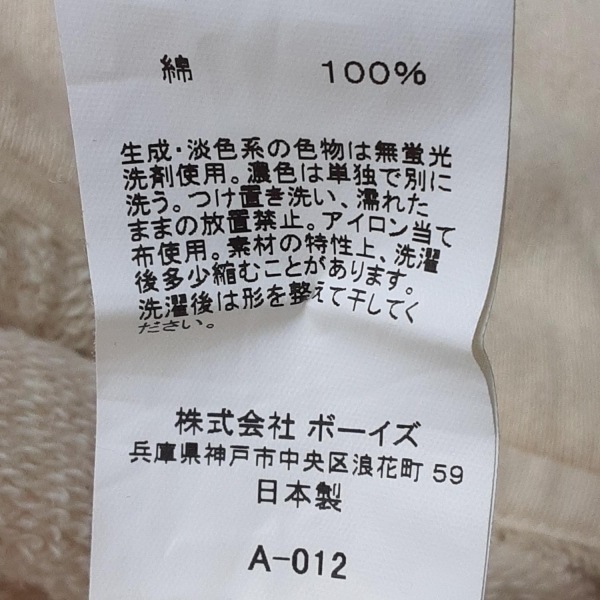 綿 100%
生成・淡色系の色物は無蛍光
洗剤使用。濃色は単独で別に
洗う。つけ置き洗い、濡れた
ままの放置禁止。アイロン当て
布使用。素材の特性上、洗濯
後多少縮むことがあります。
洗濯後は形を整えて干してく
ださい。
株式会社 ボーイズ
兵庫県神戸市中央区浪花町 59
日本製
A-012